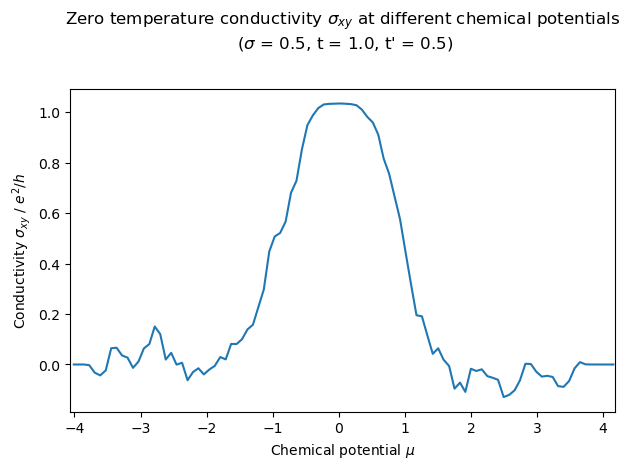 Zero temperature conductivity σxy at different chemical potentials
(σ = 0.5, t = 1.0, t' = 0.5)
Conductivity σxy / e²/h
1.0
0.8
0.6
0.4
0.2
0.0
−4 −3 −2 −1 0 1 2 3 4
Chemical potential μ